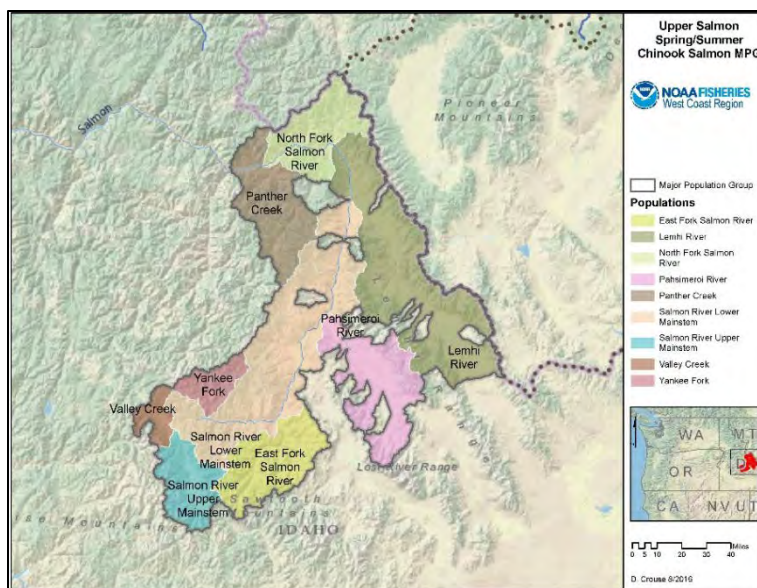 Upper Salmon
Spring/Summer
Chinook Salmon MPG
NOAA FISHERIES
West Coast Region
Major Population Group
Populations
East Fork Salmon River
Lemhi River
North Fork Salmon
River
Pahsimeroi River
Panther Creek
Salmon River Lower
Mainstem
Salmon River Upper
Mainstem
Valley Creek
Yankee Fork
WA
MT
OR
CA
NV
UT
0 5 10 20 30 40
Miles
D. Crouse 8/2016
Salmon
Pioneer
Mountains
North Fork
Salmon
River
Panther
Creek
Pahsimeroi
River
Lemhi
River
Yankee
Fork
Valley Creek
Salmon River
Lower
Mainstem
East Fork
Salmon
River
Salmon River
Upper
Mainstem
Lost River Range
Sawtooth
Mountains
IDAHO